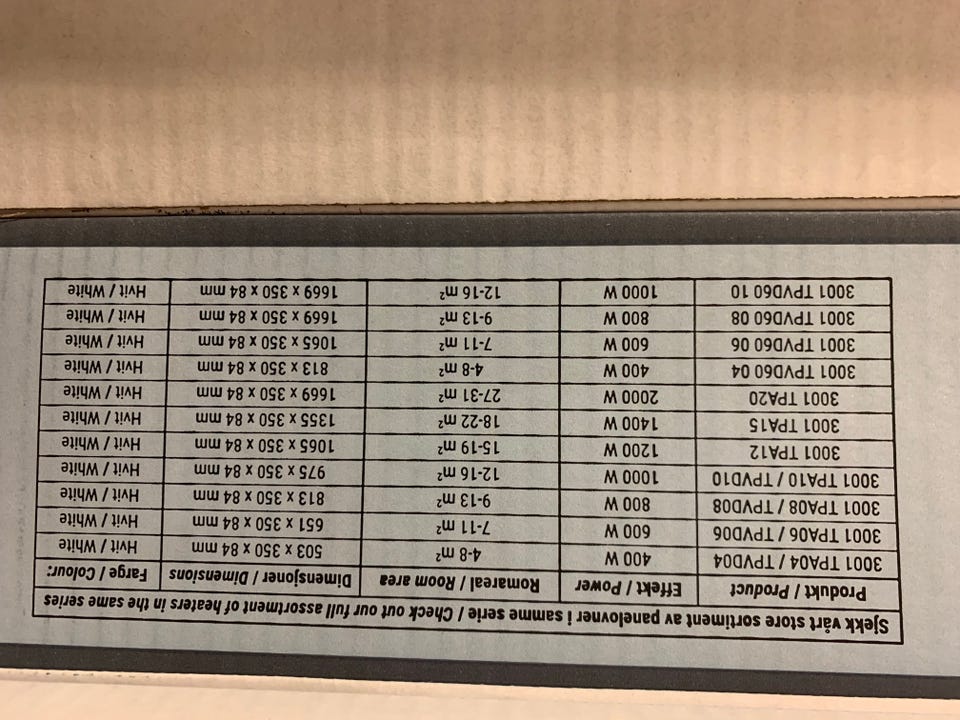 Sjekk vårt store sortiment av panelovner i samme serie / Check out our full assortment of heaters in the same series
Produkt / Product Effekt / Power Romareal / Room area Dimensjoner / Dimensions Farge / Colour:
3001 TPA04 / TPVD04 400 W 4-8 m² 503 x 350 x 84 mm Hvit / White
3001 TPA06 / TPVD06 600 W 7-11 m² 651 x 350 x 84 mm Hvit / White
3001 TPA08 / TPVD08 800 W 9-13 m² 813 x 350 x 84 mm Hvit / White
3001 TPA10 / TPVD10 1000 W 12-16 m² 975 x 350 x 84 mm Hvit / White
3001 TPA12 1200 W 15-19 m² 1065 x 350 x 84 mm Hvit / White
3001 TPA15 1400 W 18-22 m² 1355 x 350 x 84 mm Hvit / White
3001 TPA20 2000 W 27-31 m² 1669 x 350 x 84 mm Hvit / White
3001 TPVD60 04 400 W 4-8 m² 813 x 350 x 84 mm Hvit / White
3001 TPVD60 06 600 W 7-11 m² 1065 x 350 x 84 mm Hvit / White
3001 TPVD60 08 800 W 9-13 m² 1669 x 350 x 84 mm Hvit / White
3001 TPVD60 10 1000 W 12-16 m² 1669 x 350 x 84 mm Hvit / White